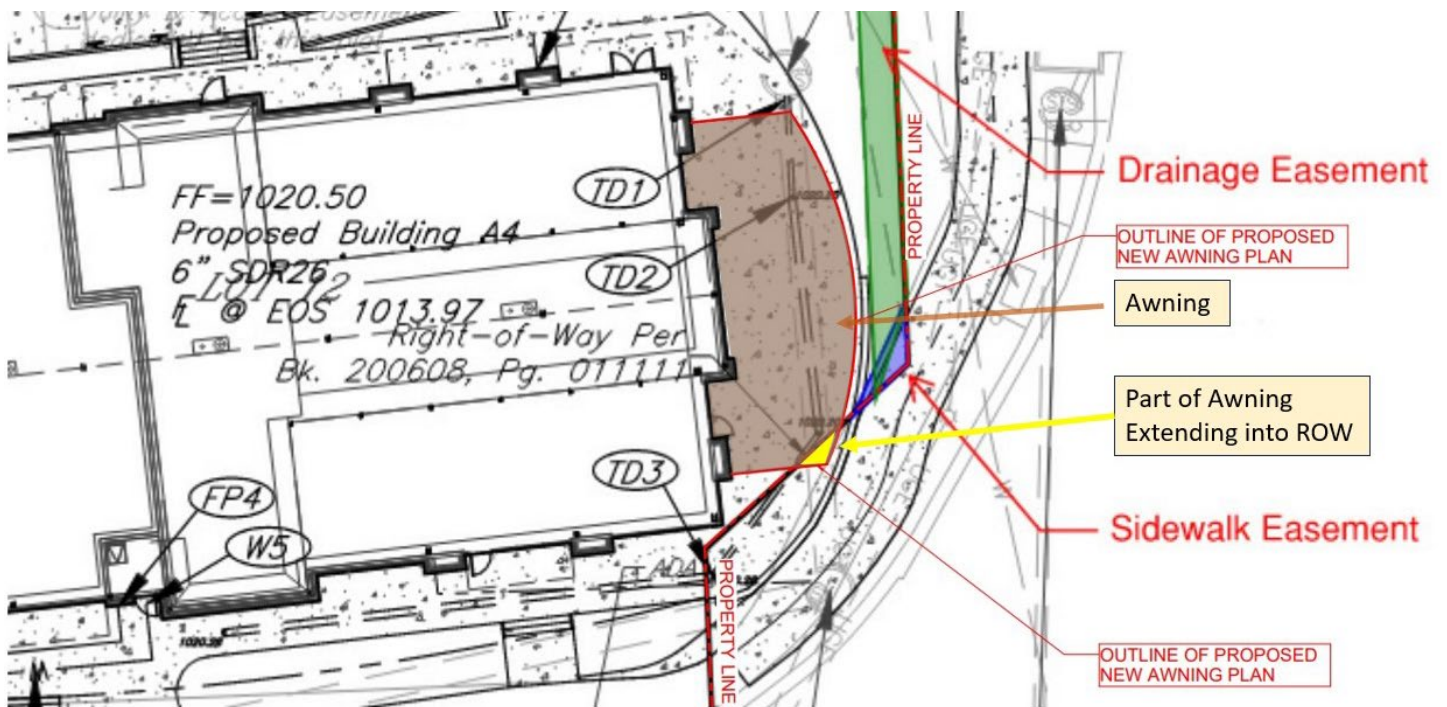 TD1
Drainage Easement
PROPERTY LINE
FF=1020.50
Proposed Building A4
6" SDR26
LOT 62
℄ @ EOS 1013.97
Right-of-Way Per
Bk. 200608, Pg. 011111
TD2
OUTLINE OF PROPOSED
NEW AWNING PLAN
Awning
Part of Awning
Extending into ROW
TD3
FP4
W5
Sidewalk Easement
ADA
PROPERTY LINE
OUTLINE OF PROPOSED
NEW AWNING PLAN